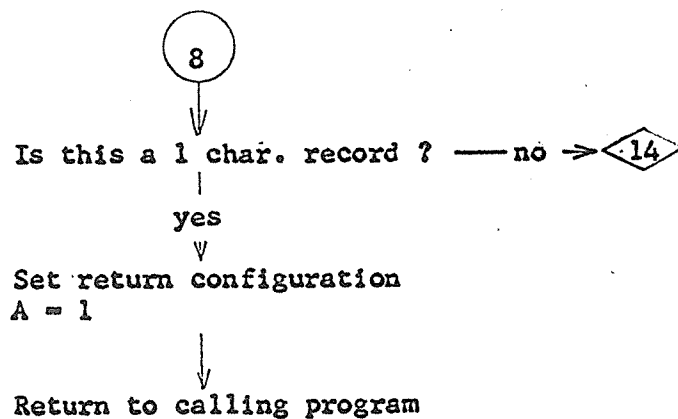 8
Is this a 1 char. record ? no 14
yes
Set return configuration
A = 1
Return to calling program